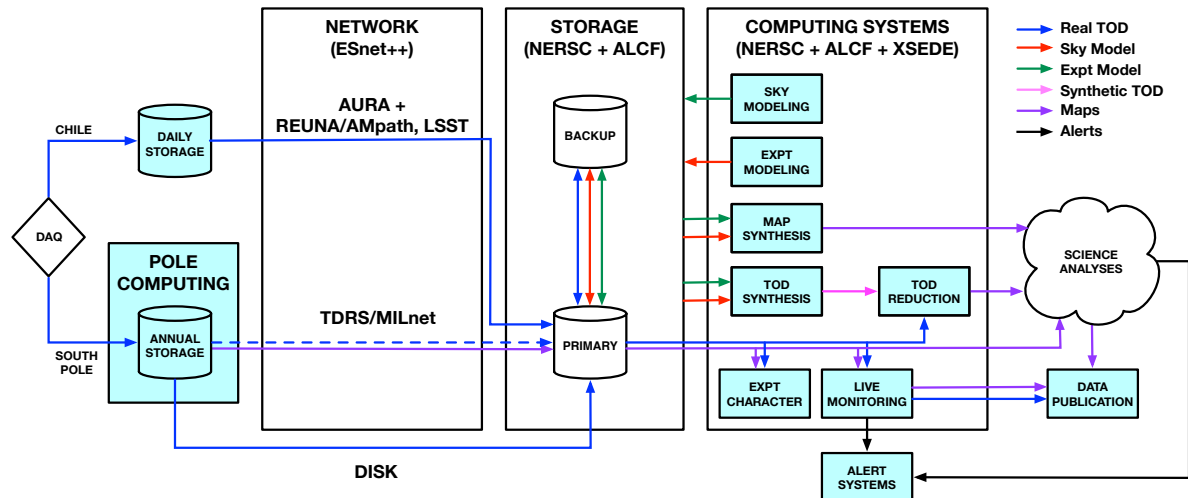 NETWORK
(ESnet++)
STORAGE
(NERSC + ALCF)
COMPUTING SYSTEMS
(NERSC + ALCF + XSEDE)
Real TOD
Sky Model
Expt Model
Synthetic TOD
Maps
Alerts
CHILE
DAILY
STORAGE
AURA +
REUNA/AMpath, LSST
BACKUP
SKY
MODELING
EXPT
MODELING
MAP
SYNTHESIS
DAQ
POLE
COMPUTING
SCIENCE
ANALYSES
TOD
SYNTHESIS
TOD
REDUCTION
TDRS/MILnet
ANNUAL
STORAGE
PRIMARY
SOUTH
POLE
EXPT
CHARACTER
LIVE
MONITORING
DATA
PUBLICATION
DISK
ALERT
SYSTEMS